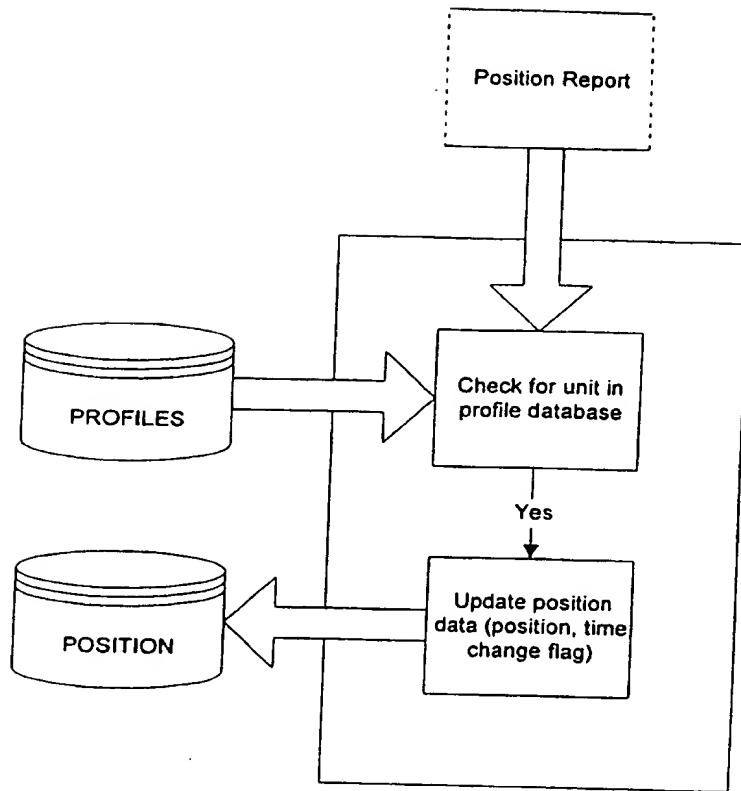 Position Report
PROFILES
Check for unit in
profile database
Yes
POSITION
Update position
data (position, time
change flag)